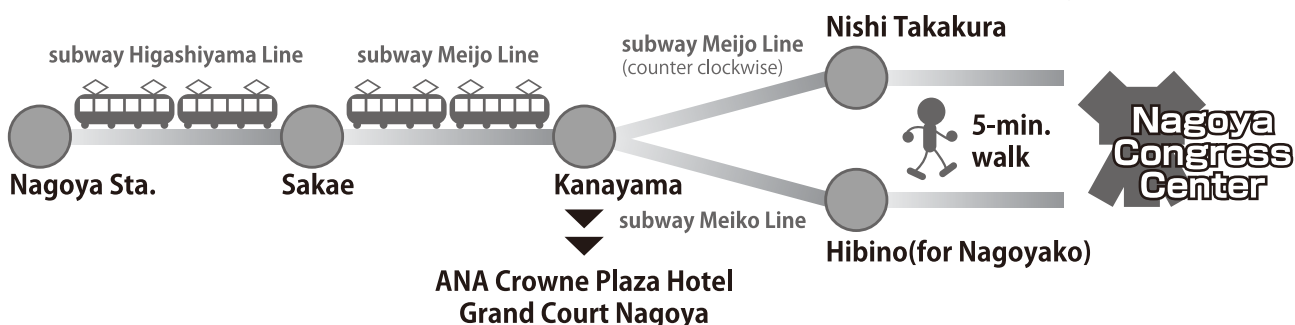 subway Higashiyama Line
subway Meijo Line
subway Meijo Line
(counter clockwise)
Nishi Takakura
Nagoya Sta.
Sakae
Kanayama
5-min.
walk
Nagoya
Congress
Center
subway Meiko Line
Hibino(for Nagoyako)
ANA Crowne Plaza Hotel
Grand Court Nagoya